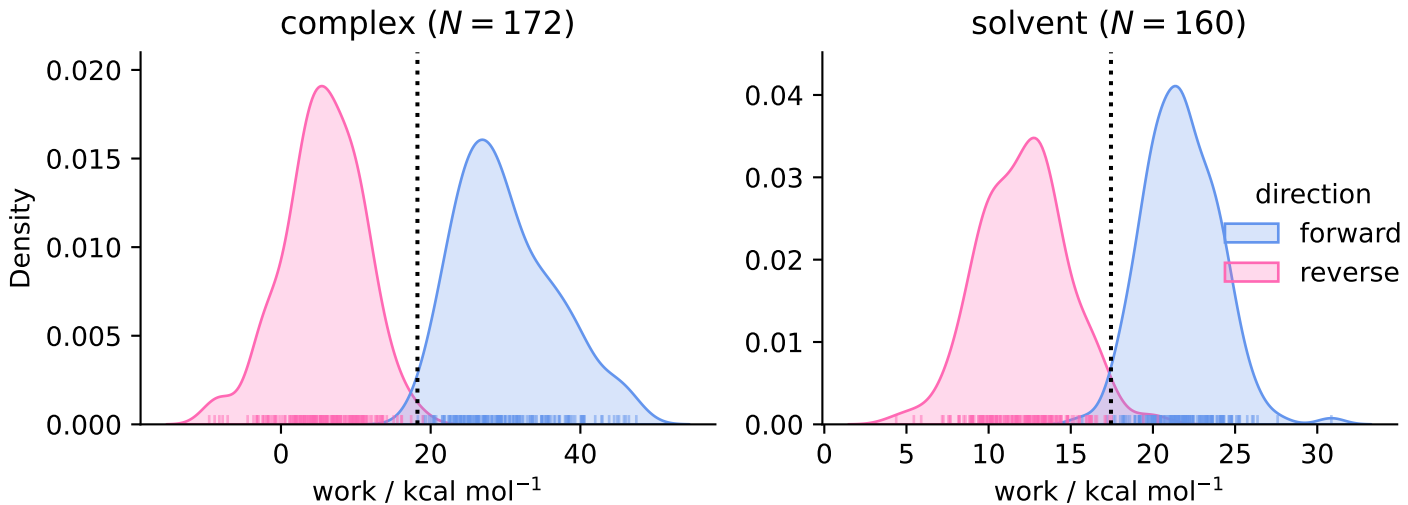 complex (N = 172)
Density
0.020
0.015
0.010
0.005
0.000
0
20
40
work / kcal mol⁻¹
solvent (N = 160)
0.04
0.03
0.02
0.01
0.00
0
5
10
15
20
25
30
work / kcal mol⁻¹
direction
forward
reverse